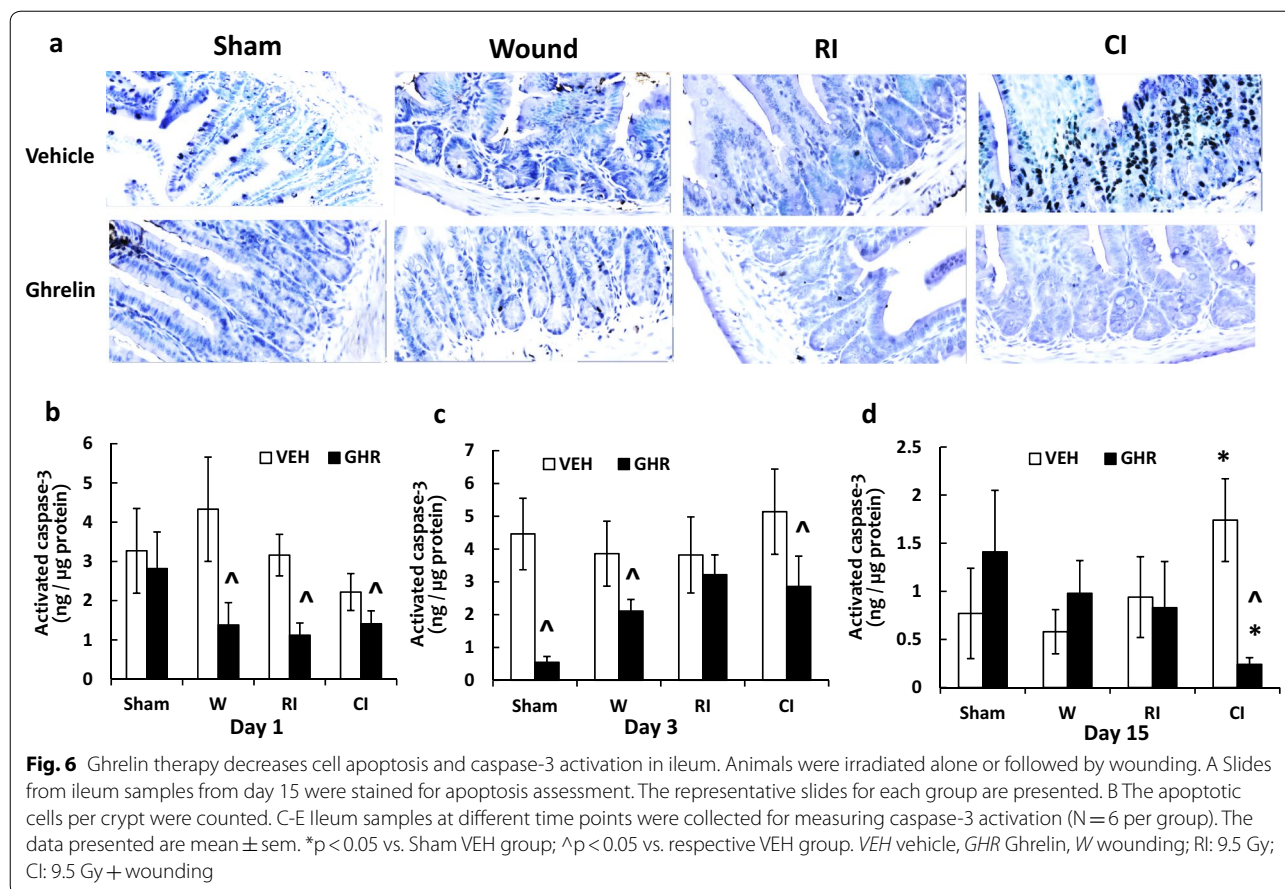 a
Sham Wound RI CI
Vehicle
Ghrelin
b
Activated caspase-3
(ng / µg protein)
6
5
4
3
2
1
0
VEH GHR
^ ^ ^
Sham W RI CI
Day 1
c
Activated caspase-3
(ng / µg protein)
7
6
5
4
3
2
1
0
VEH GHR
^ ^ ^
Sham W RI CI
Day 3
d
Activated caspase-3
(ng / µg protein)
2.5
2
1.5
1
0.5
0
VEH GHR
*
^
*
Sham W RI CI
Day 15
Fig. 6 Ghrelin therapy decreases cell apoptosis and caspase-3 activation in ileum. Animals were irradiated alone or followed by wounding. A Slides
from ileum samples from day 15 were stained for apoptosis assessment. The representative slides for each group are presented. B The apoptotic
cells per crypt were counted. C-E Ileum samples at different time points were collected for measuring caspase-3 activation (N = 6 per group). The
data presented are mean ± sem. *p < 0.05 vs. Sham VEH group; ^p < 0.05 vs. respective VEH group. VEH vehicle, GHR Ghrelin, W wounding; RI: 9.5 Gy;
CI: 9.5 Gy + wounding